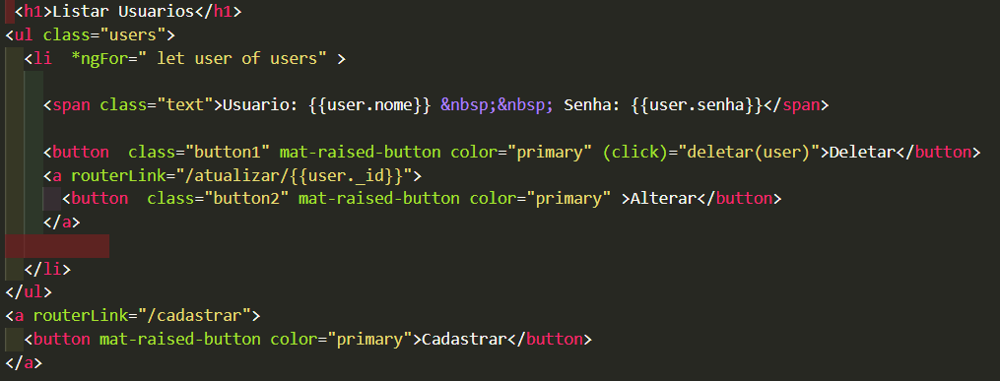 <h1>Listar Usuarios</h1>
<ul class="users">
<li  *ngFor=" let user of users" >
<span class="text">Usuario: {{user.nome}} &nbsp;&nbsp; Senha: {{user.senha}}</span>
<button  class="button1" mat-raised-button color="primary" (click)="deletar(user)">Deletar</button>
<a routerLink="/atualizar/{{user._id}}">
<button  class="button2" mat-raised-button color="primary" >Alterar</button>
</a>
</li>
</ul>
<a routerLink="/cadastrar">
<button mat-raised-button color="primary">Cadastrar</button>
</a>